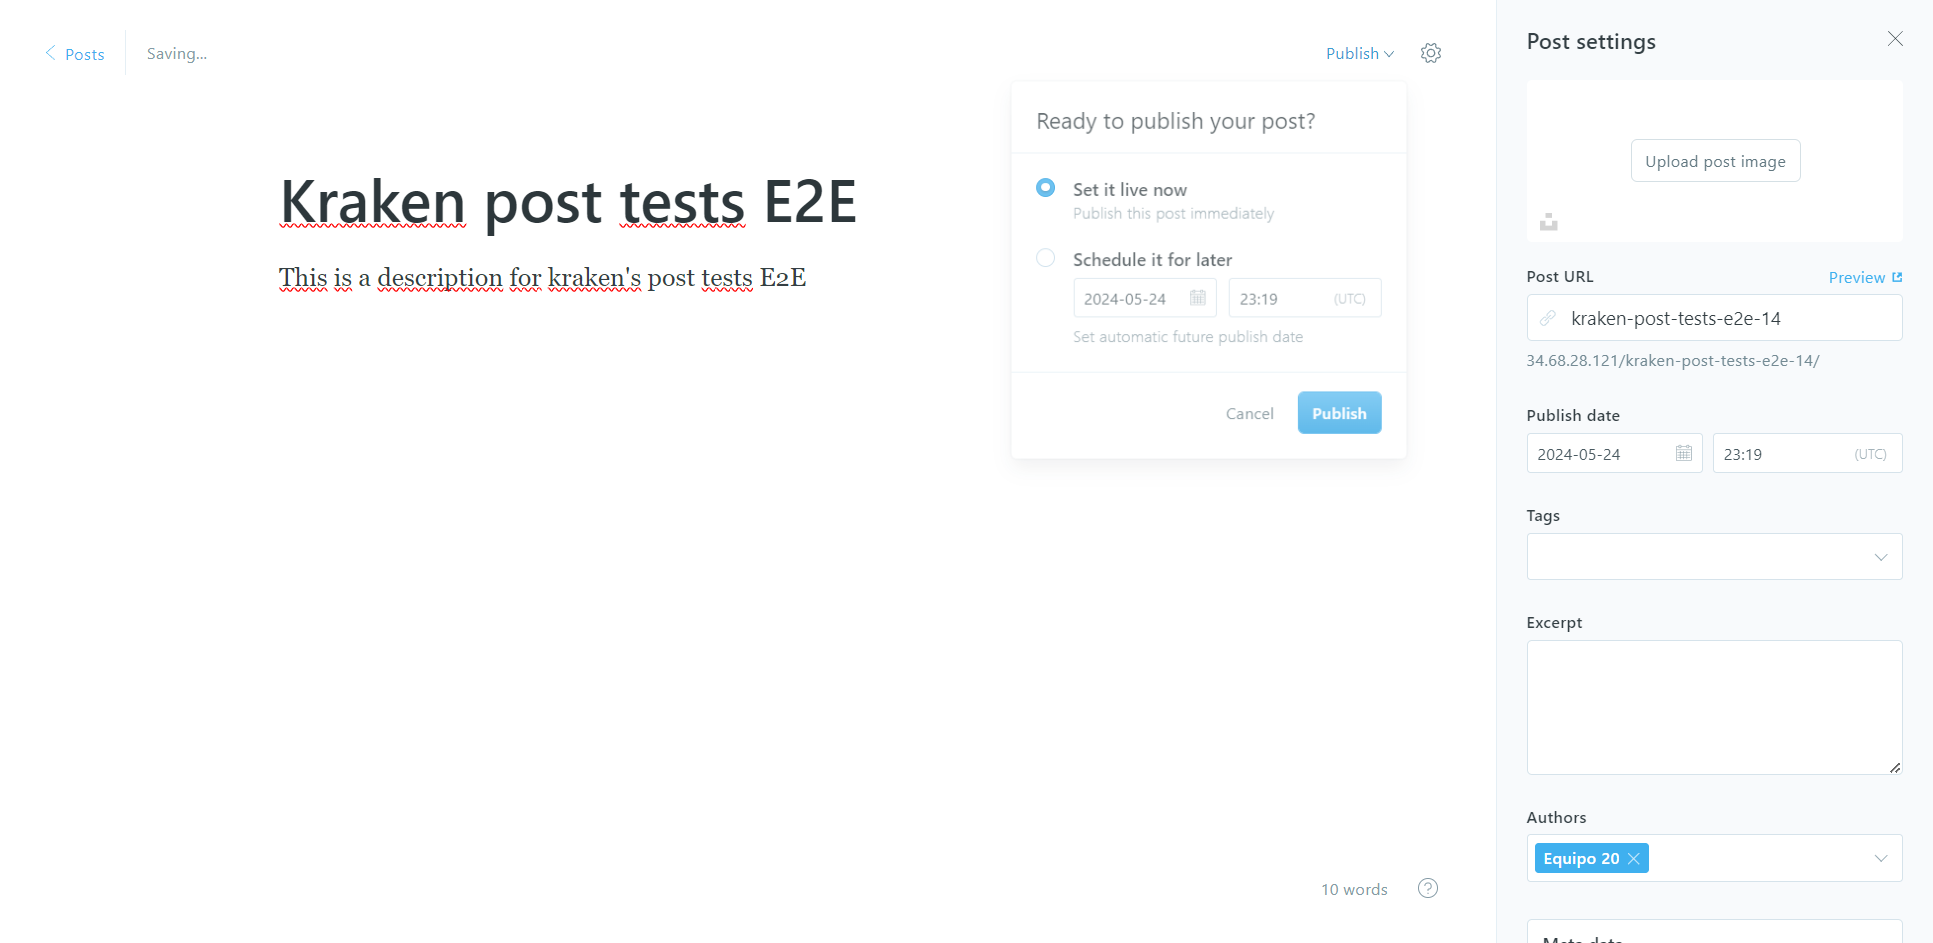 Posts
Saving...
Publish
Ready to publish your post?
Set it live now
Publish this post immediately
Schedule it for later
2024-05-24
23:19 (UTC)
Set automatic future publish date
Cancel
Publish
Kraken post tests E2E
This is a description for kraken's post tests E2E
10 words
?
Post settings
Upload post image
Post URL
Preview
kraken-post-tests-e2e-14
34.68.28.121/kraken-post-tests-e2e-14/
Publish date
2024-05-24
23:19 (UTC)
Tags
Excerpt
Authors
Equipo 20
Meta data